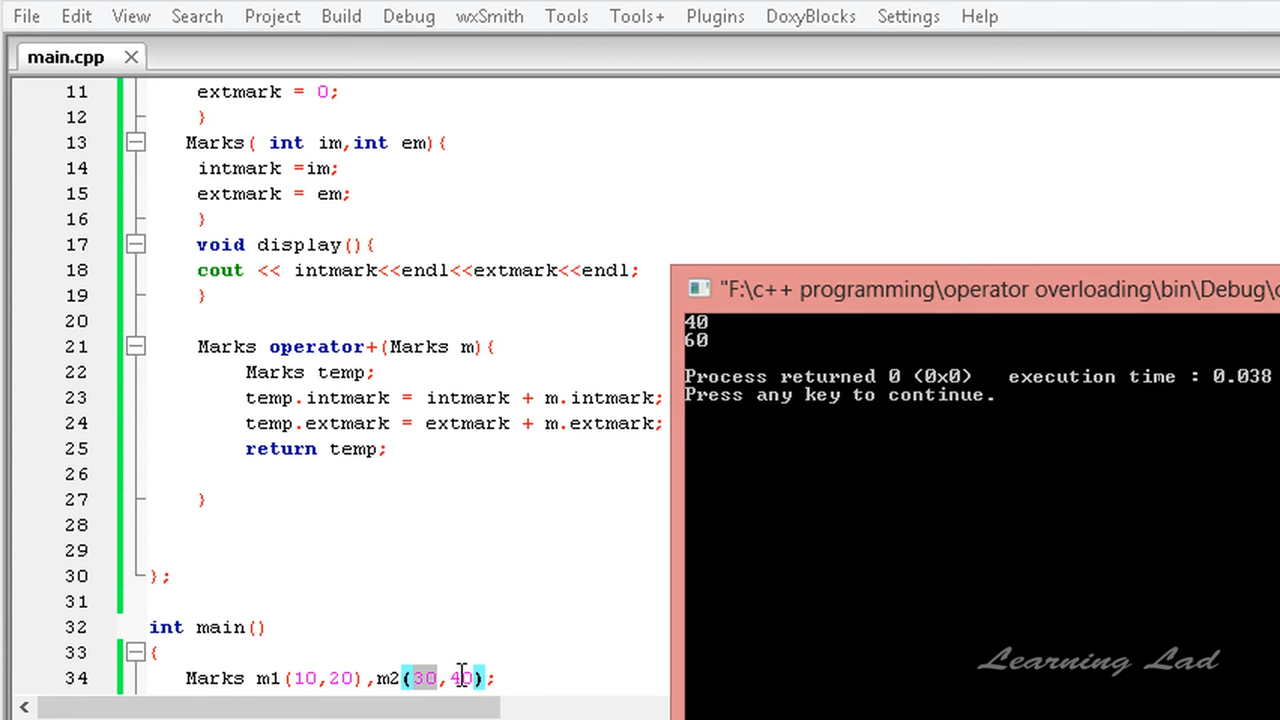 File Edit View Search Project Build Debug wxSmith Tools Tools+ Plugins DoxyBlocks Settings Help
main.cpp
11 extmark = 0;
12 }
13 Marks( int im,int em){
14 intmark =im;
15 extmark = em;
16 }
17 void display(){
18 cout << intmark<<endl<<extmark<<endl;
19 }
20
21 Marks operator+(Marks m){
22 Marks temp;
23 temp.intmark = intmark + m.intmark;
24 temp.extmark = extmark + m.extmark;
25 return temp;
26
27 }
28
29
30 };
31
32 int main()
33 {
34 Marks m1(10,20),m2(30,40);
"F:\c++ programming\operator overloading\bin\Debug\
40
60
Process returned 0 (0x0) execution time : 0.038
Press any key to continue.
Learning Lad